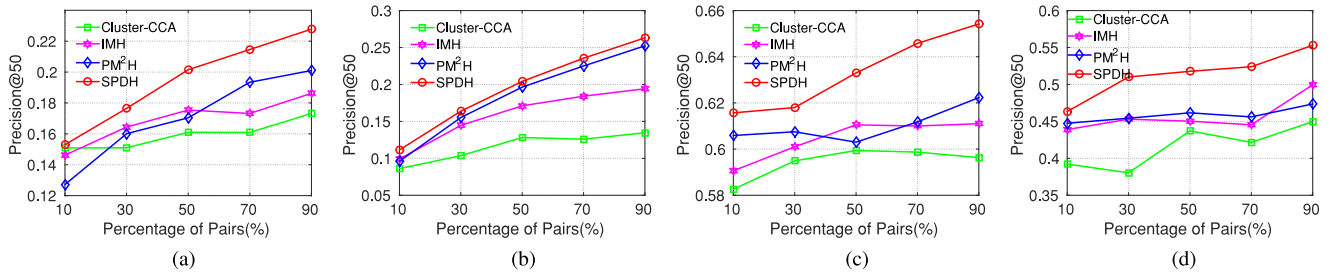 Precision@50
0.22
0.2
0.18
0.16
0.14
0.12
Cluster-CCA
IMH
PM²H
SPDH
10 30 50 70 90
Percentage of Pairs(%)
(a)
Precision@50
0.3
0.25
0.2
0.15
0.1
0.05
Cluster-CCA
IMH
PM²H
SPDH
10 30 50 70 90
Percentage of Pairs(%)
(b)
Precision@50
0.66
0.64
0.62
0.6
0.58
Cluster-CCA
IMH
PM²H
SPDH
10 30 50 70 90
Percentage of Pairs(%)
(c)
Precision@50
0.6
0.55
0.5
0.45
0.4
0.35
Cluster-CCA
IMH
PM²H
SPDH
10 30 50 70 90
Percentage of Pairs(%)
(d)